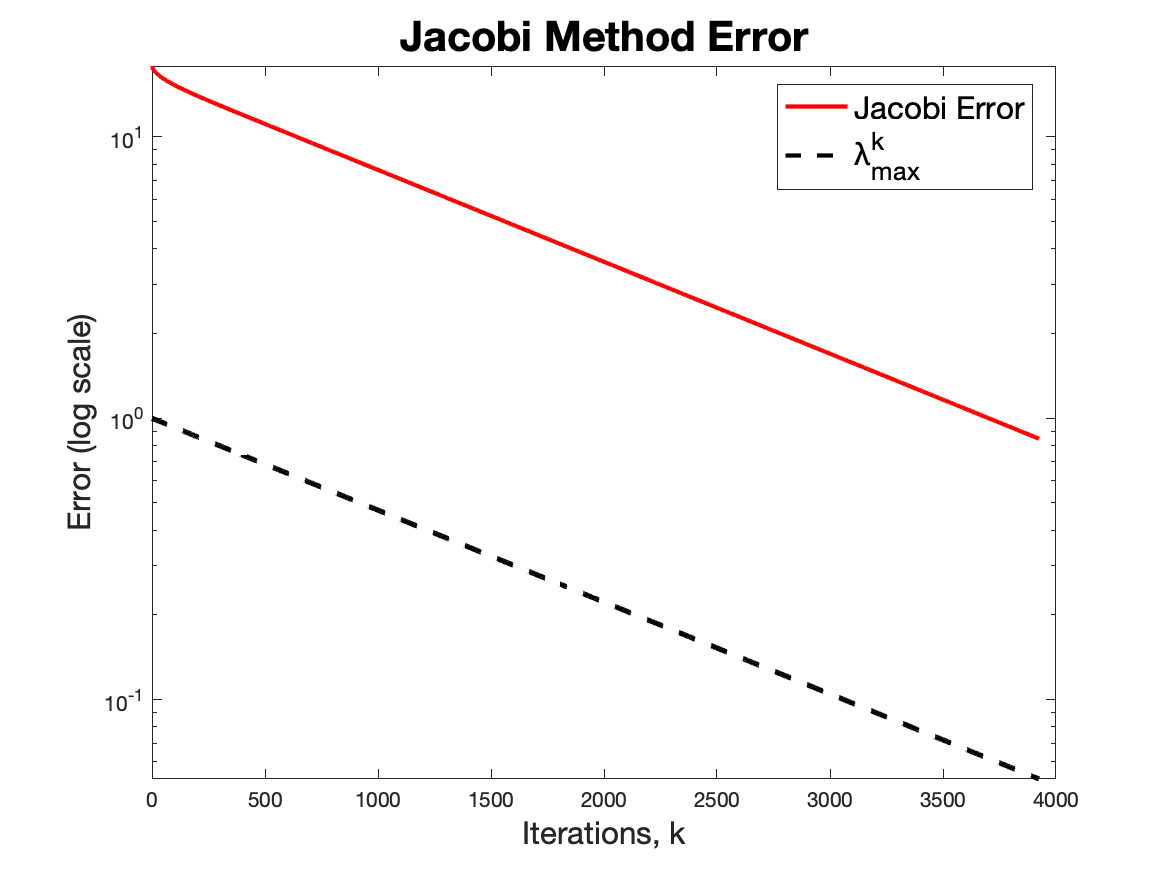 Jacobi Method Error
Jacobi Error
λ^k_max
Error (log scale)
10^1
10^0
10^-1
0 500 1000 1500 2000 2500 3000 3500 4000
Iterations, k